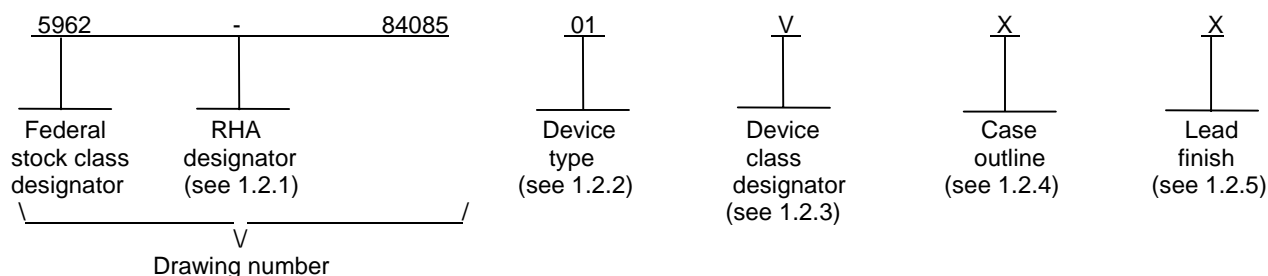 5962 - 84085 01 V X X
Federal stock class designator
RHA designator (see 1.2.1)
Device type (see 1.2.2)
Device class designator (see 1.2.3)
Case outline (see 1.2.4)
Lead finish (see 1.2.5)
\ / 
\/
Drawing number